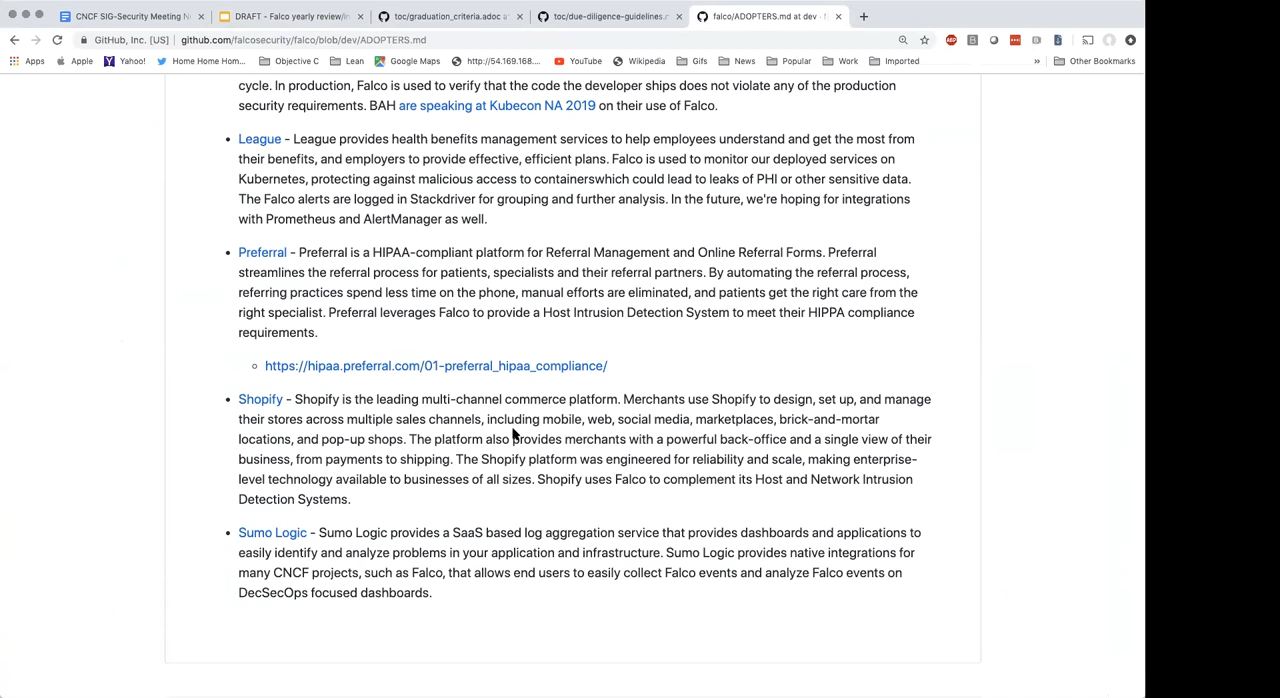 CNCF SIG-Security Meeting N
DRAFT - Falco yearly review/in
toc/graduation_criteria.adoc a
toc/due-diligence-guidelines.r
falco/ADOPTERS.md at dev · f
GitHub, Inc. [US] | github.com/falcosecurity/falco/blob/dev/ADOPTERS.md
Apps Apple Yahoo! Home Home Hom... Objective C Lean Google Maps http://54.169.168.... YouTube Wikipedia Gifs News Popular Work Imported » Other Bookmarks
cycle. In production, Falco is used to verify that the code the developer ships does not violate any of the production
security requirements. BAH are speaking at Kubecon NA 2019 on their use of Falco.
• League - League provides health benefits management services to help employees understand and get the most from
their benefits, and employers to provide effective, efficient plans. Falco is used to monitor our deployed services on
Kubernetes, protecting against malicious access to containerswhich could lead to leaks of PHI or other sensitive data.
The Falco alerts are logged in Stackdriver for grouping and further analysis. In the future, we're hoping for integrations
with Prometheus and AlertManager as well.
• Preferral - Preferral is a HIPAA-compliant platform for Referral Management and Online Referral Forms. Preferral
streamlines the referral process for patients, specialists and their referral partners. By automating the referral process,
referring practices spend less time on the phone, manual efforts are eliminated, and patients get the right care from the
right specialist. Preferral leverages Falco to provide a Host Intrusion Detection System to meet their HIPPA compliance
requirements.
https://hipaa.preferral.com/01-preferral_hipaa_compliance/
• Shopify - Shopify is the leading multi-channel commerce platform. Merchants use Shopify to design, set up, and manage
their stores across multiple sales channels, including mobile, web, social media, marketplaces, brick-and-mortar
locations, and pop-up shops. The platform also provides merchants with a powerful back-office and a single view of their
business, from payments to shipping. The Shopify platform was engineered for reliability and scale, making enterprise-
level technology available to businesses of all sizes. Shopify uses Falco to complement its Host and Network Intrusion
Detection Systems.
• Sumo Logic - Sumo Logic provides a SaaS based log aggregation service that provides dashboards and applications to
easily identify and analyze problems in your application and infrastructure. Sumo Logic provides native integrations for
many CNCF projects, such as Falco, that allows end users to easily collect Falco events and analyze Falco events on
DecSecOps focused dashboards.